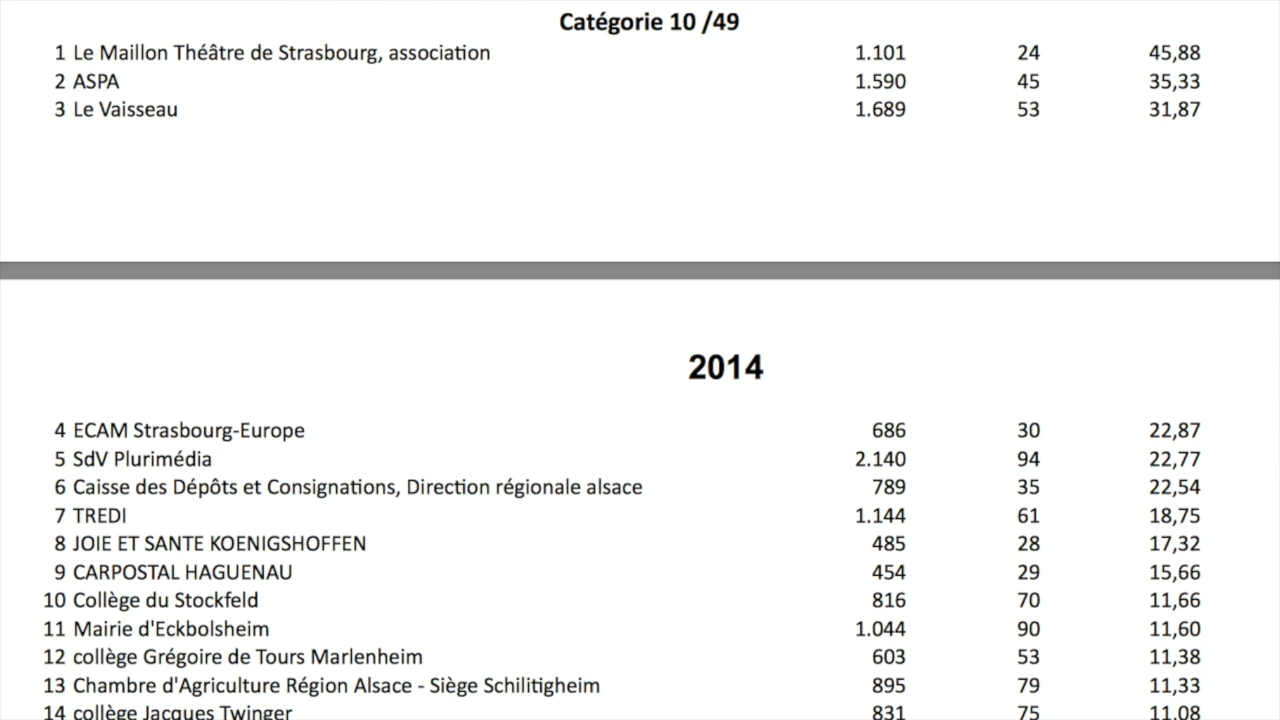 Catégorie 10 /49
1 Le Maillon Théâtre de Strasbourg, association 1.101 24 45,88
2 ASPA 1.590 45 35,33
3 Le Vaisseau 1.689 53 31,87
2014
4 ECAM Strasbourg-Europe 686 30 22,87
5 SdV Plurimédia 2.140 94 22,77
6 Caisse des Dépôts et Consignations, Direction régionale alsace 789 35 22,54
7 TREDI 1.144 61 18,75
8 JOIE ET SANTE KOENIGSHOFFEN 485 28 17,32
9 CARPOSTAL HAGUENAU 454 29 15,66
10 Collège du Stockfeld 816 70 11,66
11 Mairie d'Eckbolsheim 1.044 90 11,60
12 collège Grégoire de Tours Marlenheim 603 53 11,38
13 Chambre d'Agriculture Région Alsace - Siège Schilitigheim 895 79 11,33
14 collège Jacques Twinger 831 75 11,08